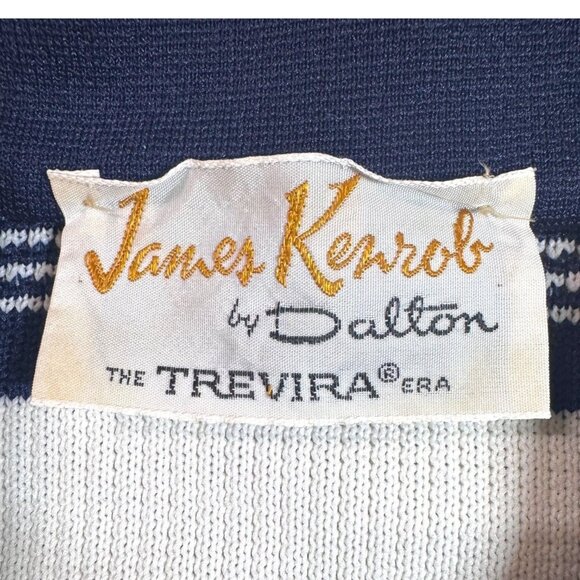 James Kenrob
by Dalton
THE TREVIRA® ERA